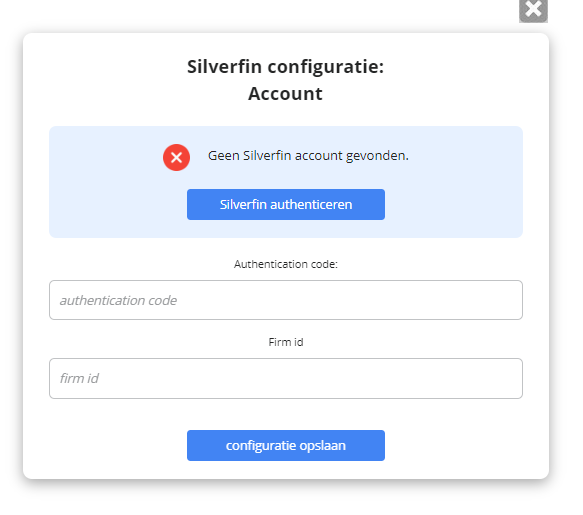 Silverfin configuratie:
Account
Geen Silverfin account gevonden.
Silverfin authenticeren
Authentication code:
authentication code
Firm id
firm id
configuratie opslaan